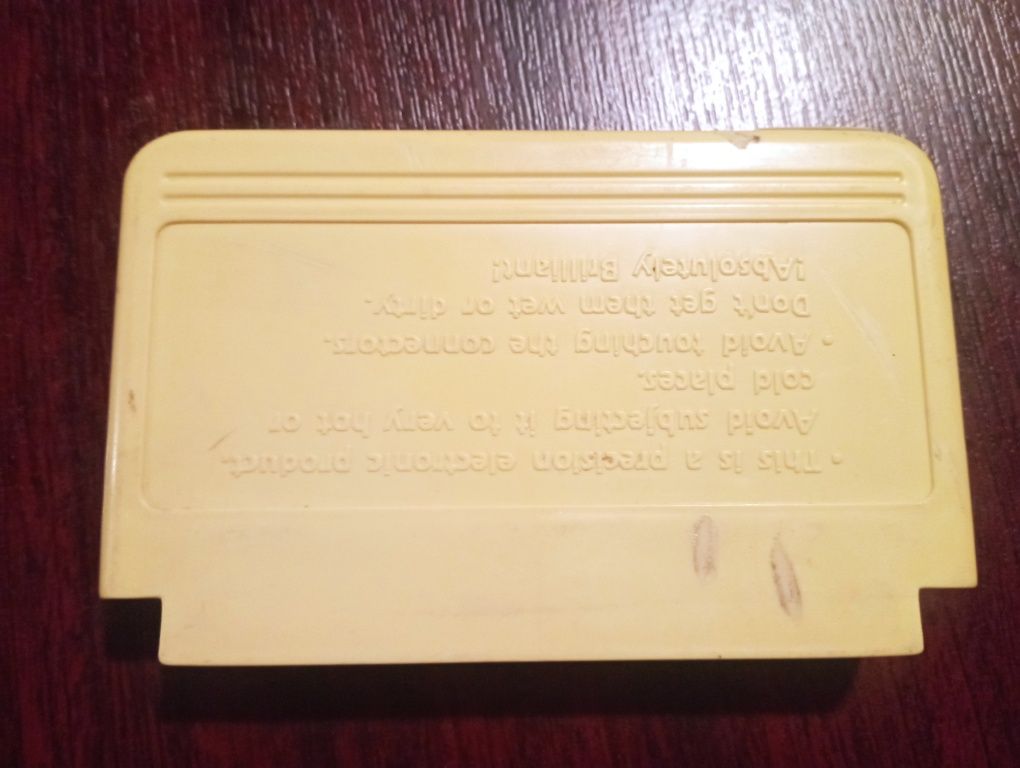 • This is a precision electronic product.
Avoid subjecting it to very hot or
cold places.
• Avoid touching the connectors.
Don't get them wet or dirty.
!Absolutely Brilliant!